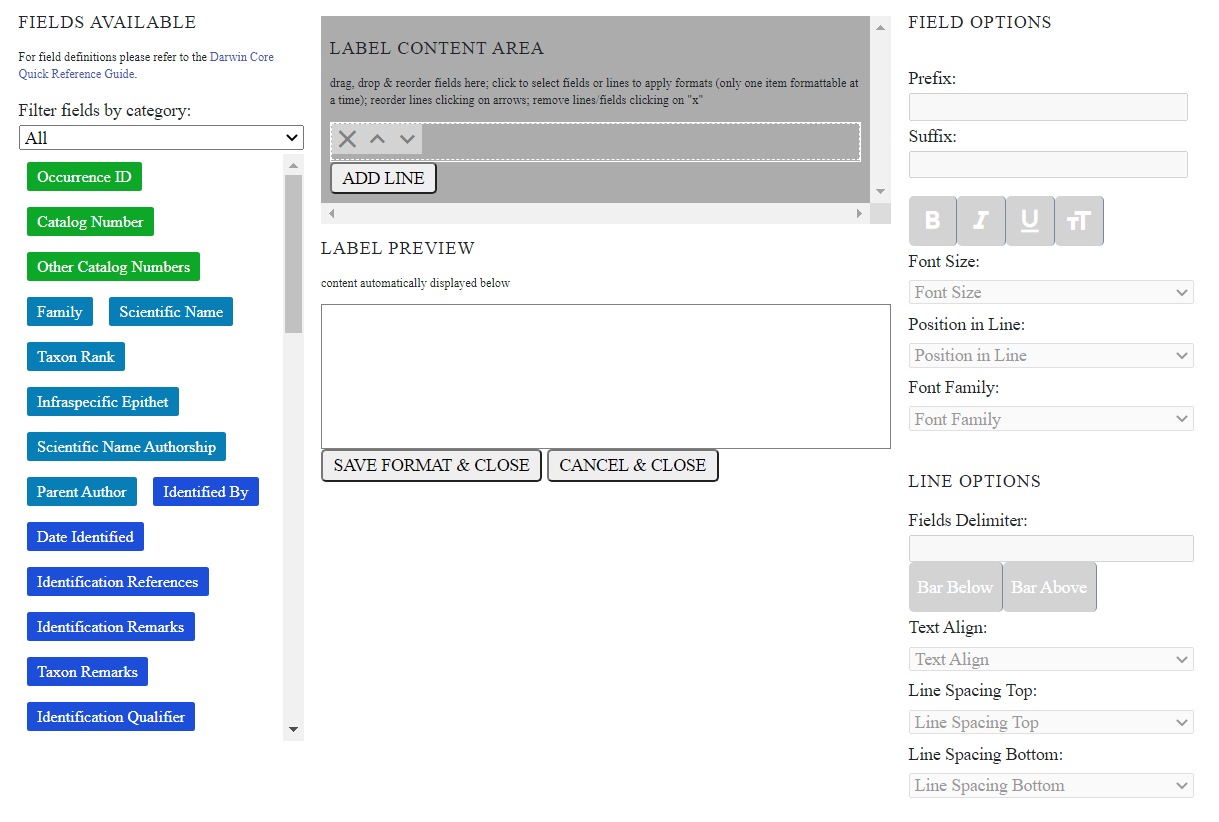 FIELDS AVAILABLE
For field definitions please refer to the Darwin Core
Quick Reference Guide.
Filter fields by category:
All
Occurrence ID
Catalog Number
Other Catalog Numbers
Family
Scientific Name
Taxon Rank
Infraspecific Epithet
Scientific Name Authorship
Parent Author
Identified By
Date Identified
Identification References
Identification Remarks
Taxon Remarks
Identification Qualifier
LABEL CONTENT AREA
drag, drop & reorder fields here; click to select fields or lines to apply formats (only one item formattable at
a time); reorder lines clicking on arrows; remove lines/fields clicking on "x"
ADD LINE
LABEL PREVIEW
content automatically displayed below
SAVE FORMAT & CLOSE
CANCEL & CLOSE
FIELD OPTIONS
Prefix:
Suffix:
B I U TT
Font Size:
Font Size
Position in Line:
Position in Line
Font Family:
Font Family
LINE OPTIONS
Fields Delimiter:
Bar Below
Bar Above
Text Align:
Text Align
Line Spacing Top:
Line Spacing Top
Line Spacing Bottom:
Line Spacing Bottom